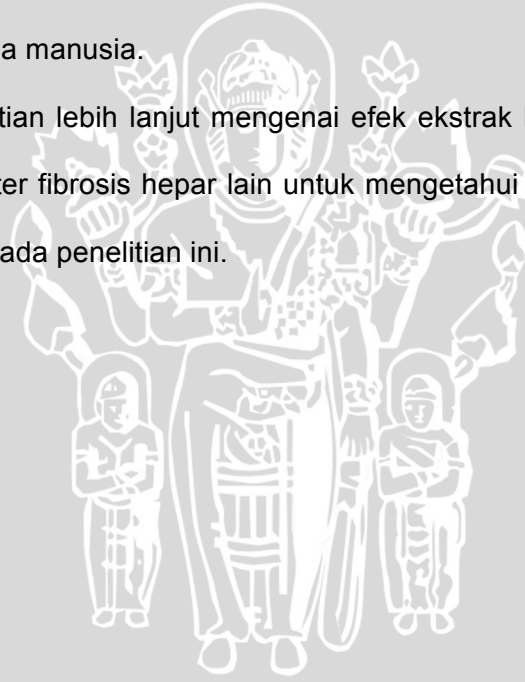 a manusia.
tian lebih lanjut mengenai efek ekstrak
ter fibrosis hepar lain untuk mengetahui
ada penelitian ini.